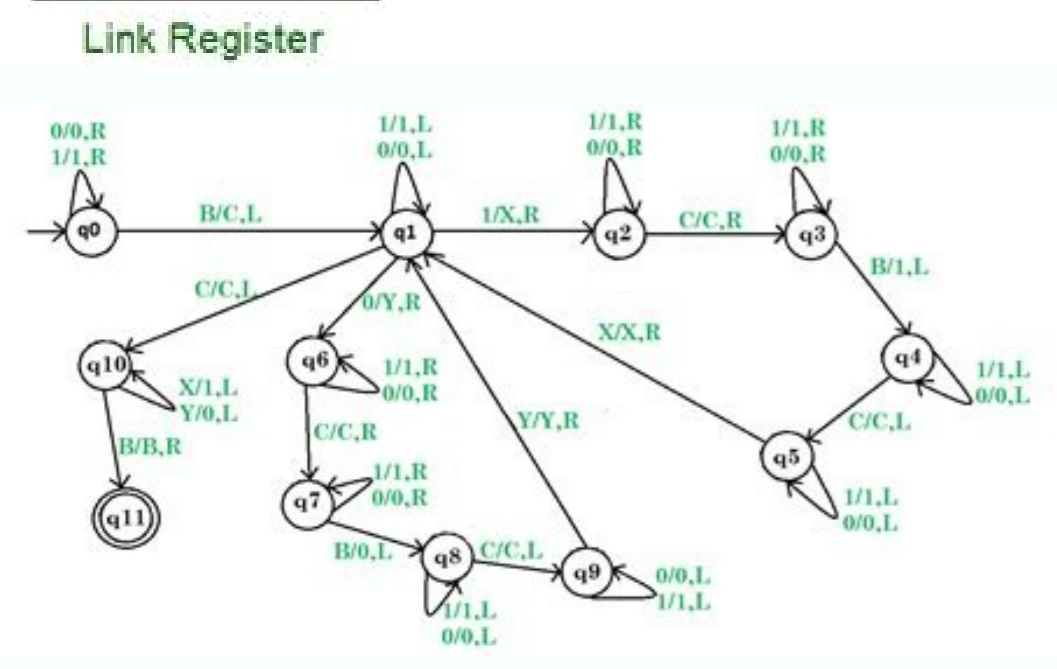 Link Register
0/0,R
1/1,R
1/1,L
0/0,L
1/1,R
0/0,R
1/1,R
0/0,R
q0
B/C,L
q1
1/X,R
q2
C/C,R
q3
B/1,L
C/C,L
0/Y,R
X/X,R
q10
X/1,L
Y/0,L
q6
1/1,R
0/0,R
q4
1/1,L
0/0,L
B/B,R
C/C,R
Y/Y,R
C/C,L
q5
1/1,L
0/0,L
q11
q7
1/1,R
0/0,R
B/0,L
q8
C/C,L
q9
0/0,L
1/1,L
1/1,L
0/0,L